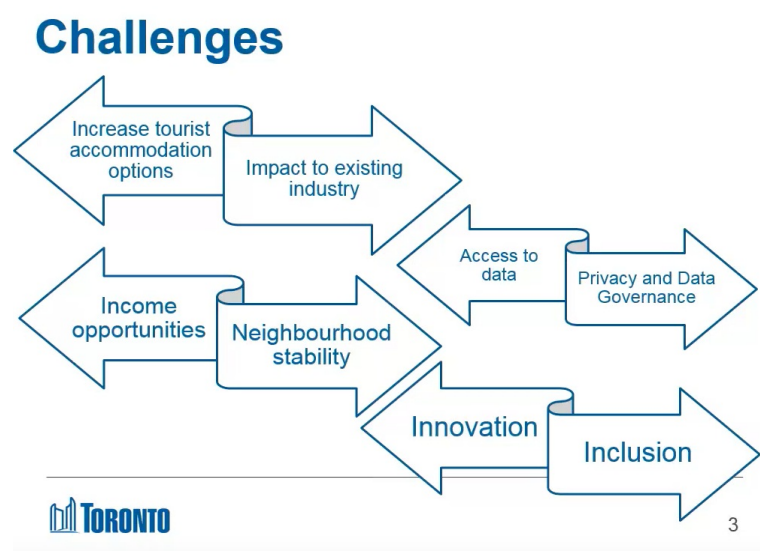 Challenges
Increase tourist
accommodation
options
Impact to existing
industry
Access to
data
Privacy and Data
Governance
Income
opportunities
Neighbourhood
stability
Innovation
Inclusion
TORONTO
3